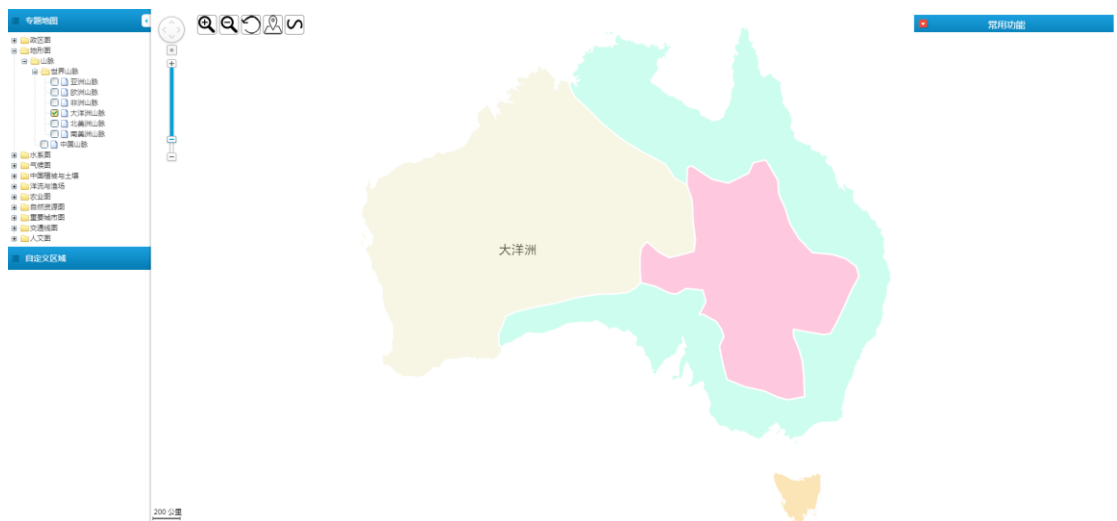 专题地图
政区图
地形图
山脉
世界山脉
亚洲山脉
欧洲山脉
非洲山脉
大洋洲山脉
北美洲山脉
南美洲山脉
中国山脉
水系图
气候图
中国植被与土壤
洋流与渔场
农业图
自然资源图
重要城市图
交通线图
人文图
自定义区域
200 公里
大洋洲
常用功能